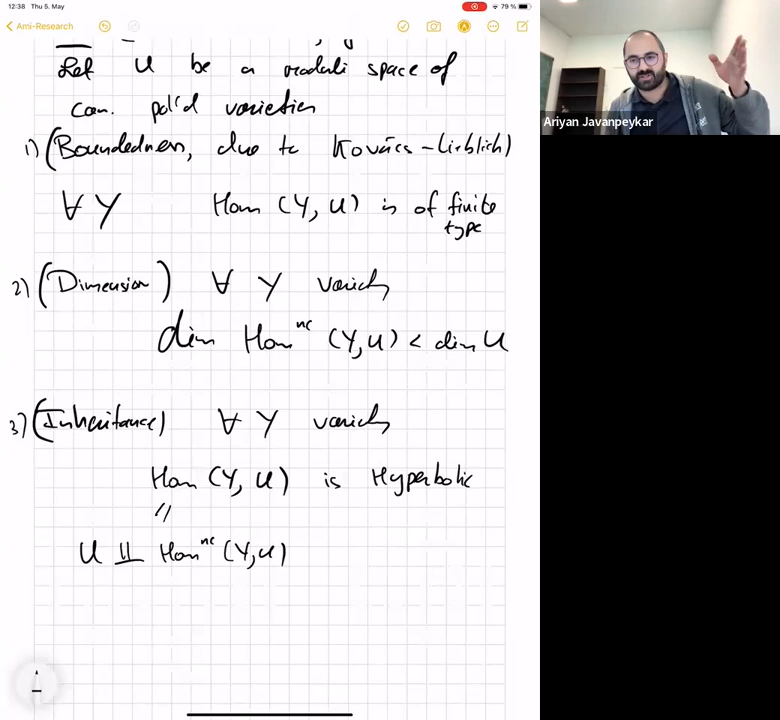 12:38 Thu 5. May
79 %
Ami-Research
Let U be a moduli space of
can. pol'd varieties
1) (Boundedness, due to Kovács-Lieblich)
∀ Y Hom (Y, U) is of finite
type
2) (Dimension) ∀ Y variety
dim Hom^nc (Y, U) < dim U
3) (Inheritance) ∀ Y variety
Hom (Y, U) is Hyperbolic
=
U ⨿ Hom^nc (Y, U)
Ariyan Javanpeykar